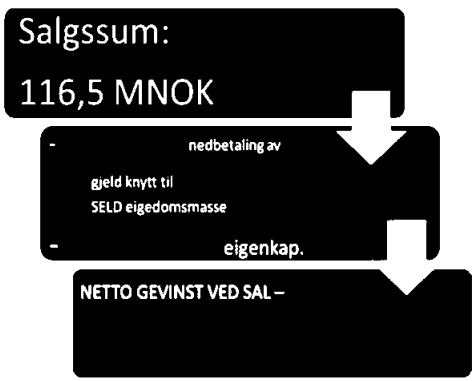 Salgssum:
116,5 MNOK
- nedbetaling av
gjeld knytt til
SELD eigedomsmasse
- eigenkap.
NETTO GEVINST VED SAL –